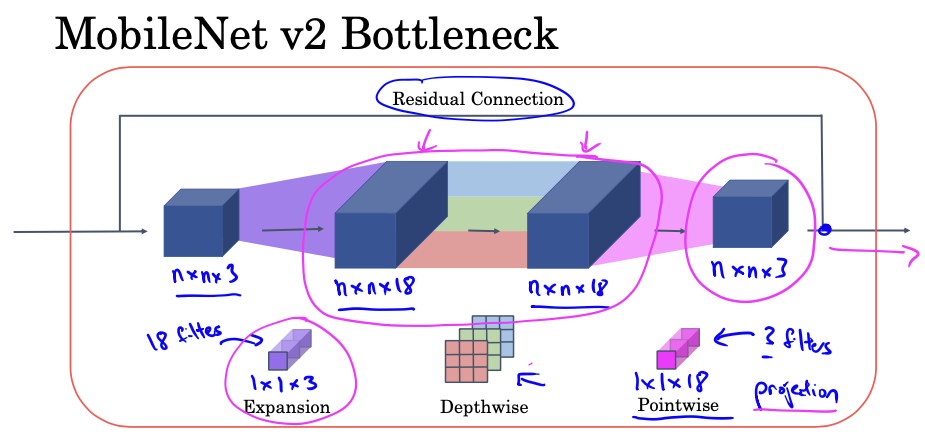 MobileNet v2 Bottleneck
Residual Connection
n×n×3
n×n×18
n×n×18
n×n×3
18 filtes
1×1×3
Expansion
Depthwise
3 filters
1×1×18
Pointwise
projection